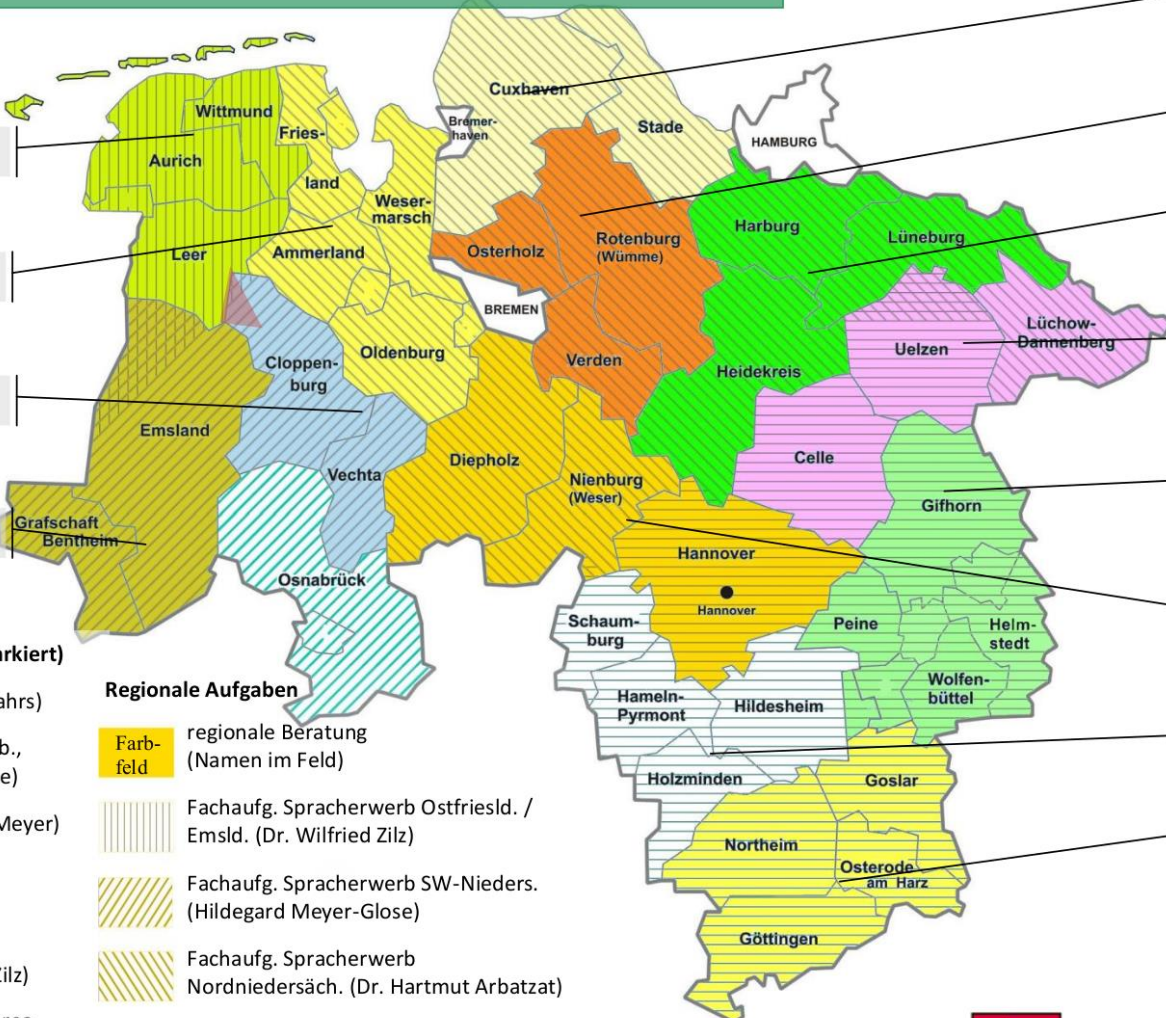 Cuxhaven
Bremer-
haven
Stade
HAMBURG
Wittmund
Fries-
land
Aurich
Weser-
marsch
Leer
Ammerland
Osterholz
Rotenburg
(Wümme)
Harburg
Lüneburg
BREMEN
Lüchow-
Dannenberg
Uelzen
Cloppen-
burg
Oldenburg
Verden
Heidekreis
Emsland
Vechta
Diepholz
Nienburg
(Weser)
Celle
Gifhorn
Grafschaft
Bentheim
Osnabrück
Hannover
Hannover
Schaum-
burg
Peine
Helm-
stedt
Wolfen-
büttel
Hameln-
Pyrmont
Hildesheim
Holzminden
Goslar
Northeim
Osterode
am Harz
Göttingen
rkiert)
ahrs)
b.,
e)
Meyer)
Zilz)
Regionale Aufgaben
Farb-
feld
regionale Beratung
(Namen im Feld)
Fachaufg. Spracherwerb Ostfriesld. /
Emsld. (Dr. Wilfried Zilz)
Fachaufg. Spracherwerb SW-Nieders.
(Hildegard Meyer-Glose)
Fachaufg. Spracherwerb
Nordniedersäch. (Dr. Hartmut Arbatzat)